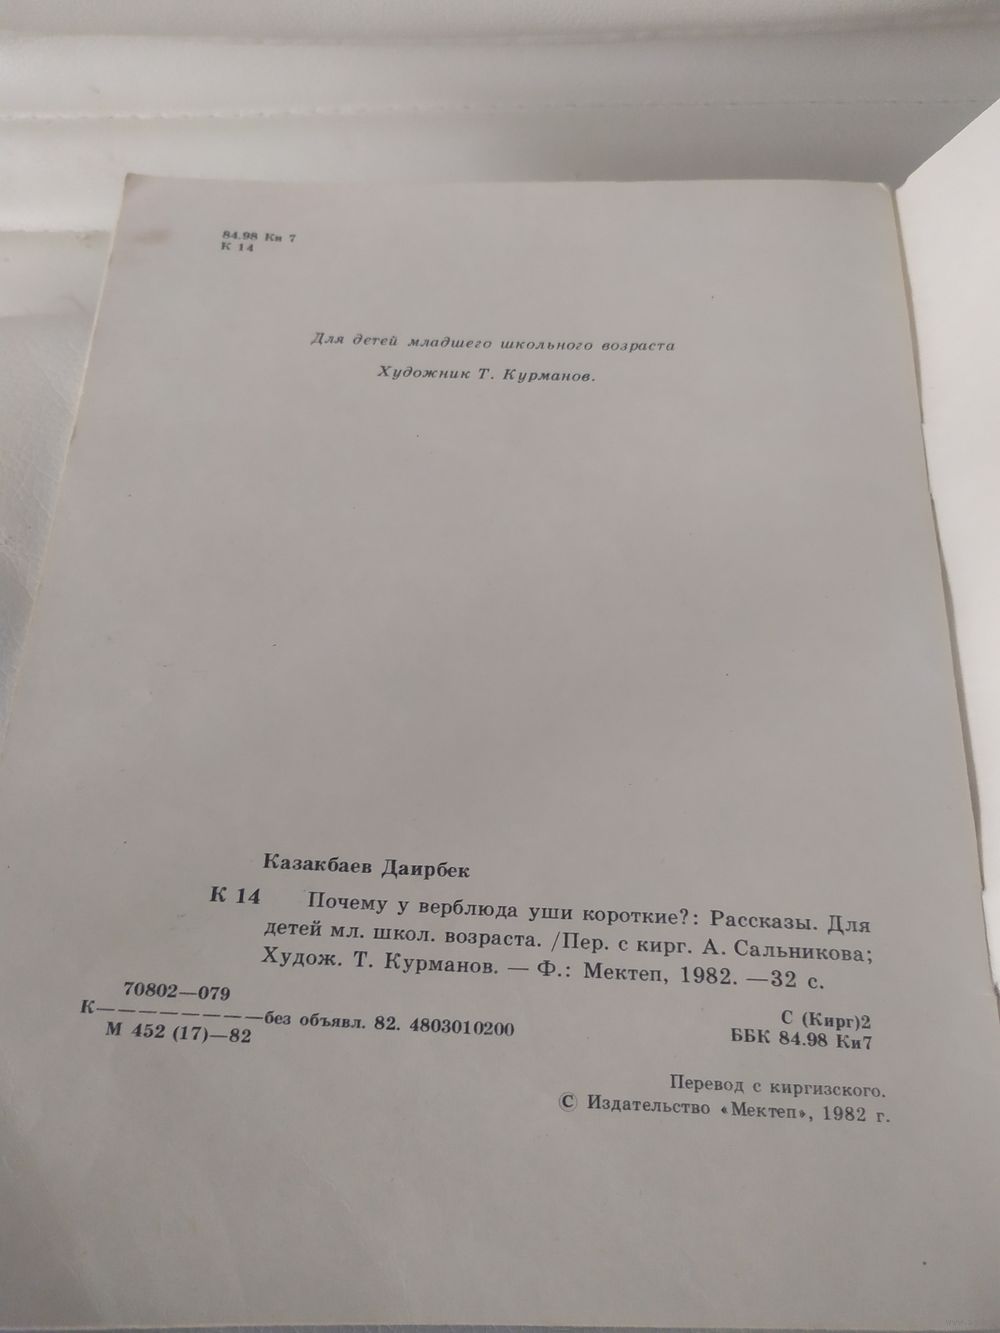 84.98 Ки 7
К 14
Для детей младшего школьного возраста
Художник Т. Курманов.
Казакбаев Даирбек
К 14 Почему у верблюда уши короткие?: Рассказы. Для
детей мл. школ. возраста. /Пер. с кирг. А. Сальникова;
Худож. Т. Курманов. — Ф.: Мектеп, 1982. —32 с.
70802—079
К————————без объявл. 82. 4803010200
М 452 (17)—82
С (Кирг)2
ББК 84.98 Ки7
Перевод с киргизского.
© Издательство «Мектеп», 1982 г.